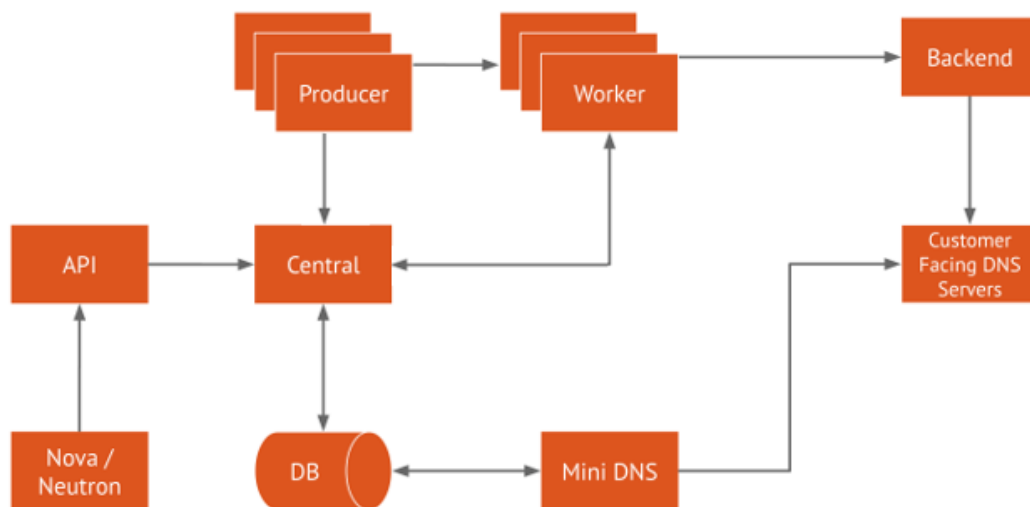 Producer
Worker
Backend
API
Central
Customer
Facing DNS
Servers
Nova /
Neutron
DB
Mini DNS